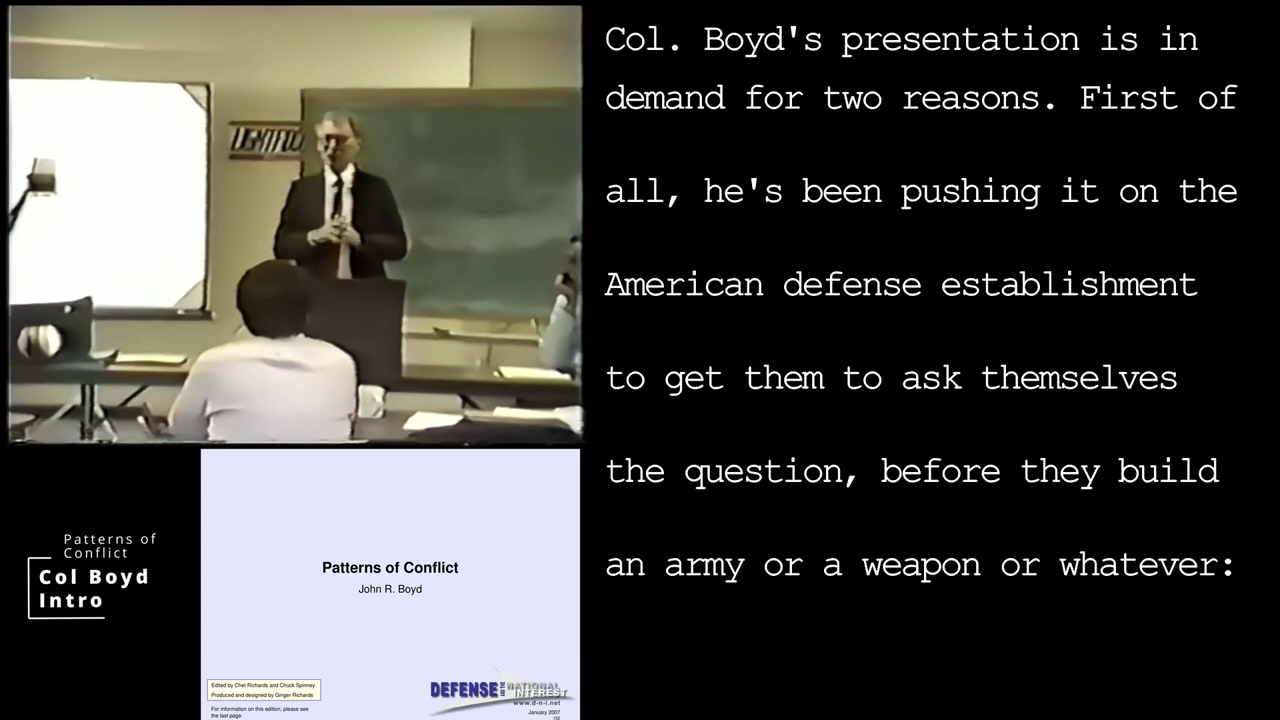 Col. Boyd's presentation is in
demand for two reasons. First of
all, he's been pushing it on the
American defense establishment
to get them to ask themselves
the question, before they build
an army or a weapon or whatever:
Patterns of
Conflict
Col Boyd
Intro
Patterns of Conflict
John R. Boyd
Edited by Chet Richards and Chuck Spinney
Produced and designed by Ginger Richards
For information on this edition, please see
the last page.
DEFENSE AND THE NATIONAL INTEREST
www.d-n-i.net
January 2007
152